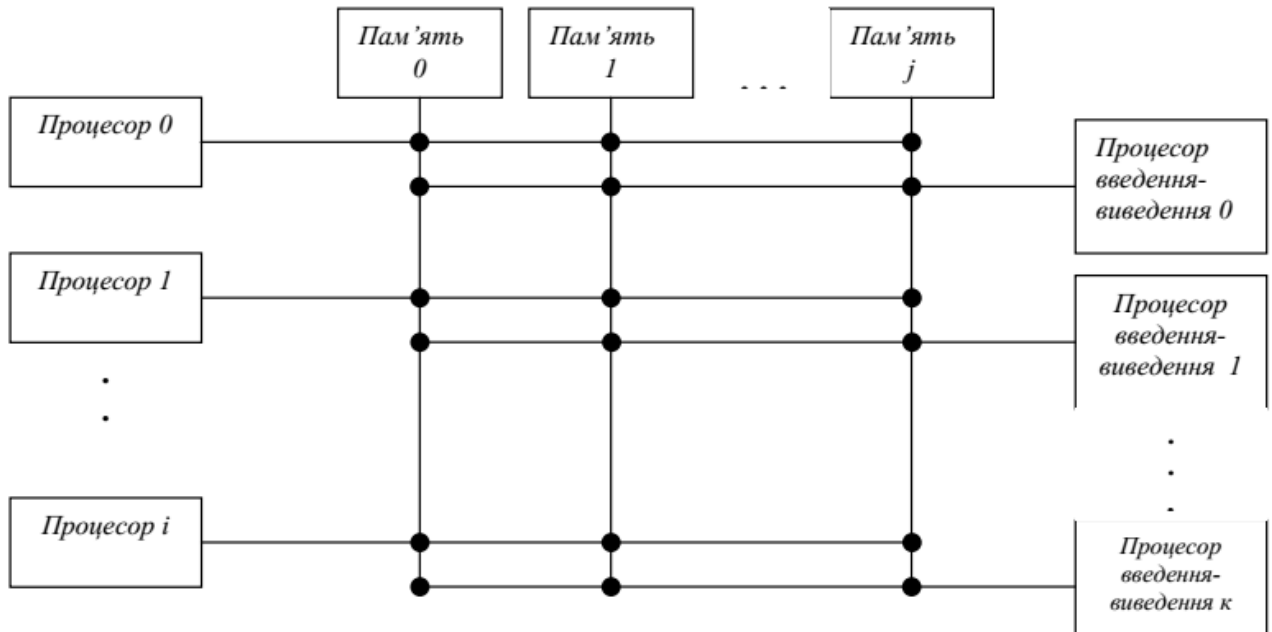 Пам’ять
0
Пам’ять
1
. . .
Пам’ять
j
Процесор 0
Процесор
введення-
виведення 0
Процесор 1
Процесор
введення-
виведення 1
.
.
.
.
.
Процесор i
Процесор
введення-
виведення к